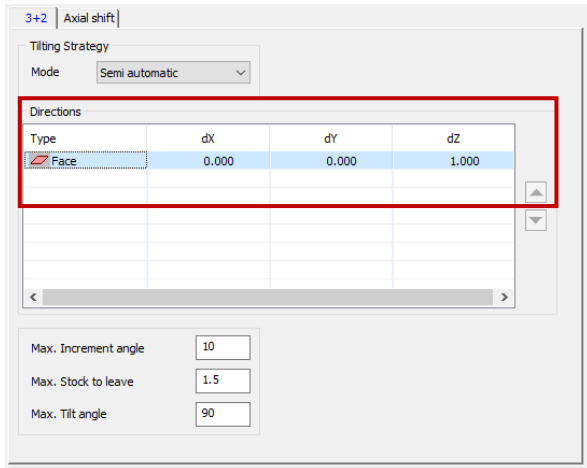 3+2 Axial shift
Tilting Strategy
Mode Semi automatic
Directions
Type dX dY dZ
Face 0.000 0.000 1.000
Max. Increment angle 10
Max. Stock to leave 1.5
Max. Tilt angle 90